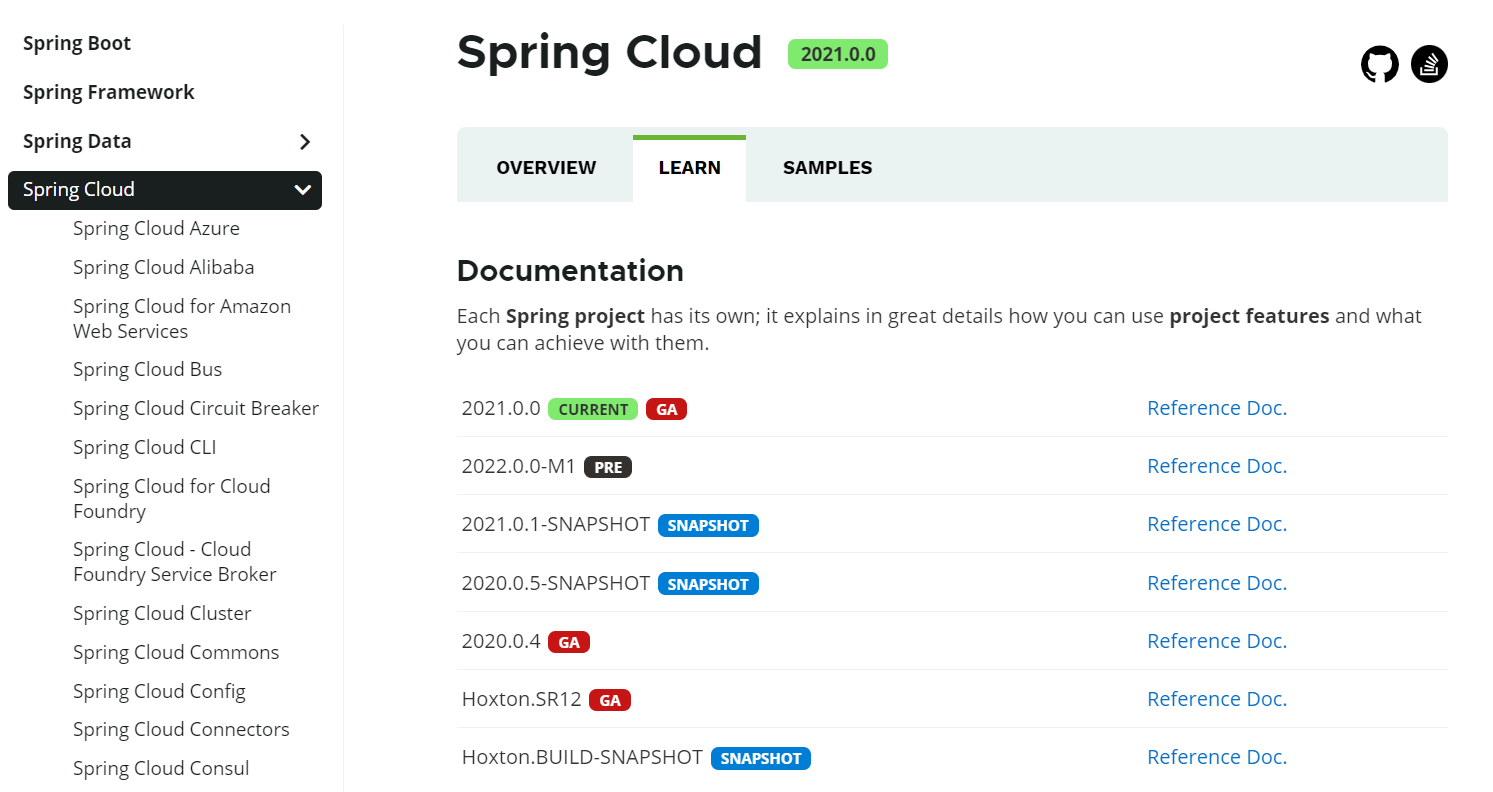 Spring Boot
Spring Framework
Spring Data
Spring Cloud
Spring Cloud Azure
Spring Cloud Alibaba
Spring Cloud for Amazon
Web Services
Spring Cloud Bus
Spring Cloud Circuit Breaker
Spring Cloud CLI
Spring Cloud for Cloud
Foundry
Spring Cloud - Cloud
Foundry Service Broker
Spring Cloud Cluster
Spring Cloud Commons
Spring Cloud Config
Spring Cloud Connectors
Spring Cloud Consul
Spring Cloud 2021.0.0
OVERVIEW LEARN SAMPLES
Documentation
Each Spring project has its own; it explains in great details how you can use project features and what
you can achieve with them.
2021.0.0 CURRENT GA Reference Doc.
2022.0.0-M1 PRE Reference Doc.
2021.0.1-SNAPSHOT SNAPSHOT Reference Doc.
2020.0.5-SNAPSHOT SNAPSHOT Reference Doc.
2020.0.4 GA Reference Doc.
Hoxton.SR12 GA Reference Doc.
Hoxton.BUILD-SNAPSHOT SNAPSHOT Reference Doc.